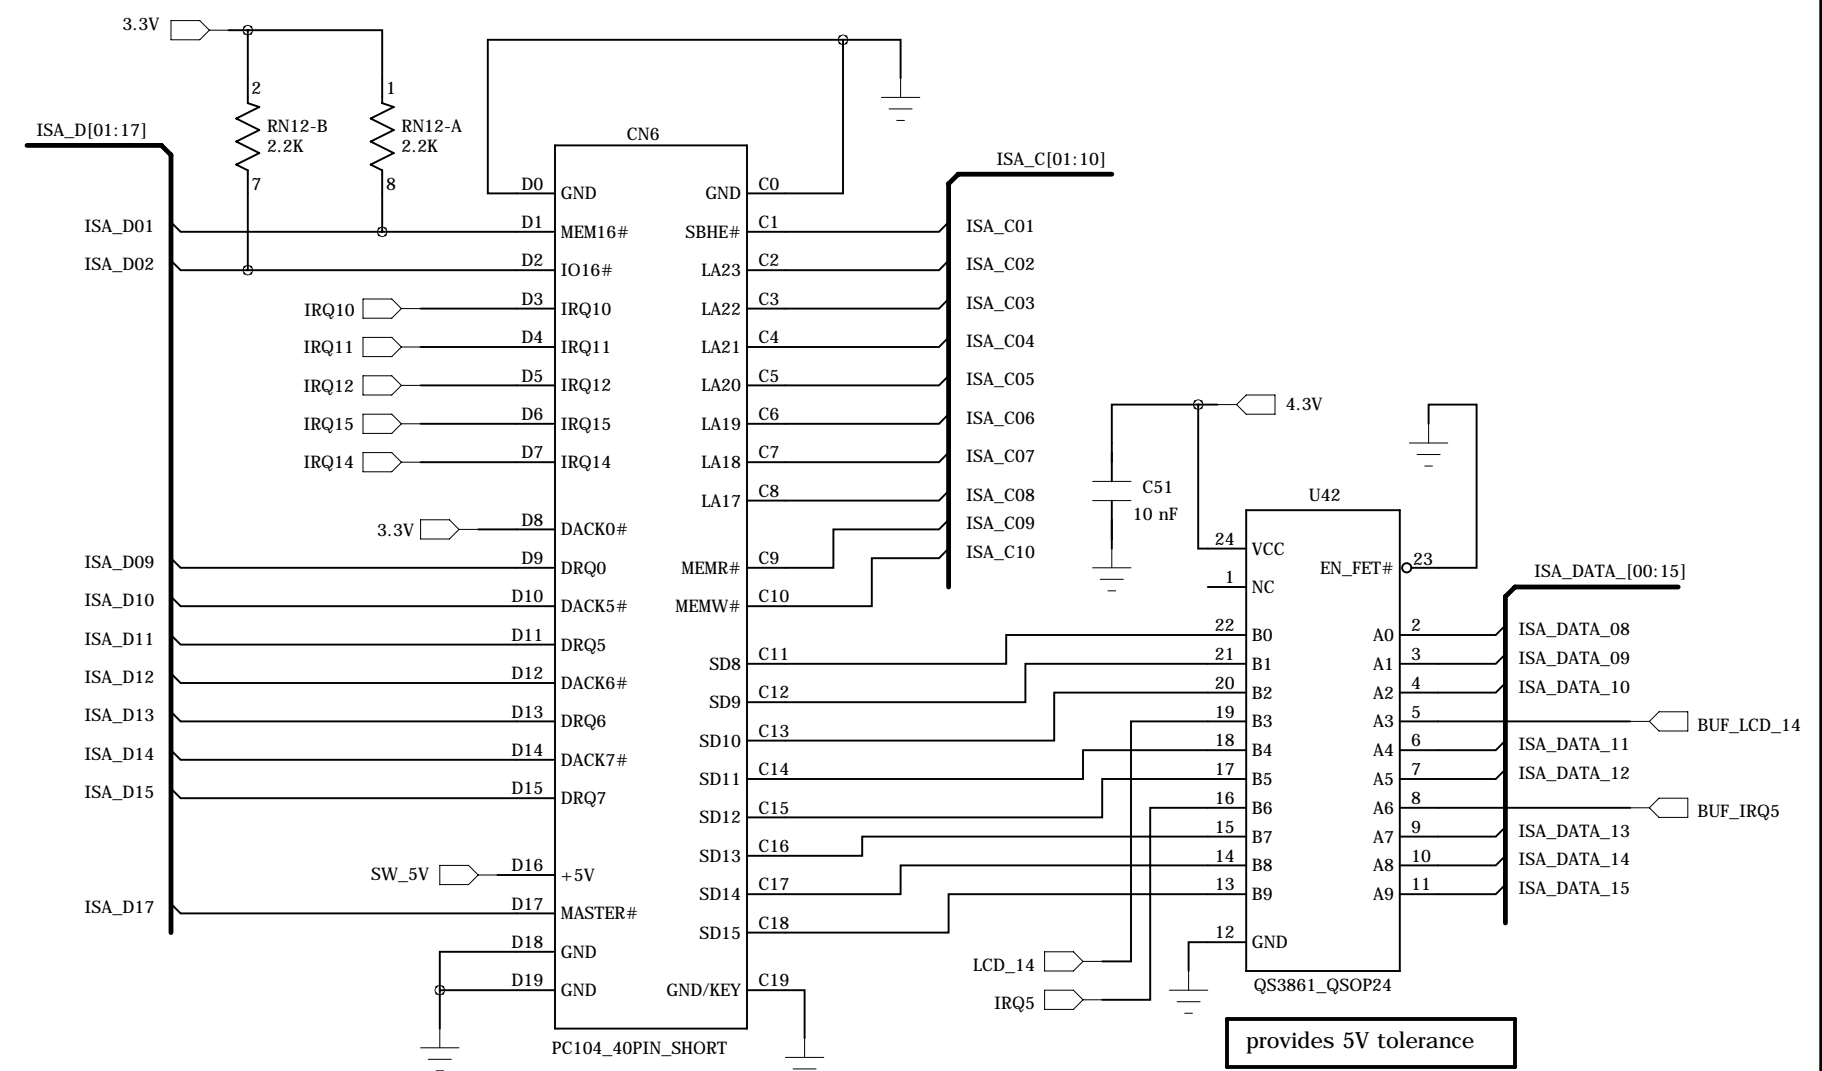 3.3V
2
RN12-B
2.2K
7
1
RN12-A
2.2K
8
ISA_D[01:17]
ISA_D01
ISA_D02
IRQ10
IRQ11
IRQ12
IRQ15
IRQ14
3.3V
ISA_D09
ISA_D10
ISA_D11
ISA_D12
ISA_D13
ISA_D14
ISA_D15
SW_5V
ISA_D17
CN6
D0 GND
D1 MEM16#
D2 IO16#
D3 IRQ10
D4 IRQ11
D5 IRQ12
D6 IRQ15
D7 IRQ14
D8 DACK0#
D9 DRQ0
D10 DACK5#
D11 DRQ5
D12 DACK6#
D13 DRQ6
D14 DACK7#
D15 DRQ7
D16 +5V
D17 MASTER#
D18 GND
D19 GND
GND C0
SBHE# C1
LA23 C2
LA22 C3
LA21 C4
LA20 C5
LA19 C6
LA18 C7
LA17 C8
MEMR# C9
MEMW# C10
SD8 C11
SD9 C12
SD10 C13
SD11 C14
SD12 C15
SD13 C16
SD14 C17
SD15 C18
GND/KEY C19
PC104_40PIN_SHORT
ISA_C[01:10]
ISA_C01
ISA_C02
ISA_C03
ISA_C04
ISA_C05
ISA_C06
ISA_C07
ISA_C08
ISA_C09
ISA_C10
4.3V
C51
10 nF
U42
24 VCC
1 NC
22 B0
21 B1
20 B2
19 B3
18 B4
17 B5
16 B6
15 B7
14 B8
13 B9
12 GND
EN_FET# 23
A0 2
A1 3
A2 4
A3 5
A4 6
A5 7
A6 8
A7 9
A8 10
A9 11
QS3861_QSOP24
LCD_14
IRQ5
ISA_DATA_[00:15]
ISA_DATA_08
ISA_DATA_09
ISA_DATA_10
BUF_LCD_14
ISA_DATA_11
ISA_DATA_12
BUF_IRQ5
ISA_DATA_13
ISA_DATA_14
ISA_DATA_15
provides 5V tolerance